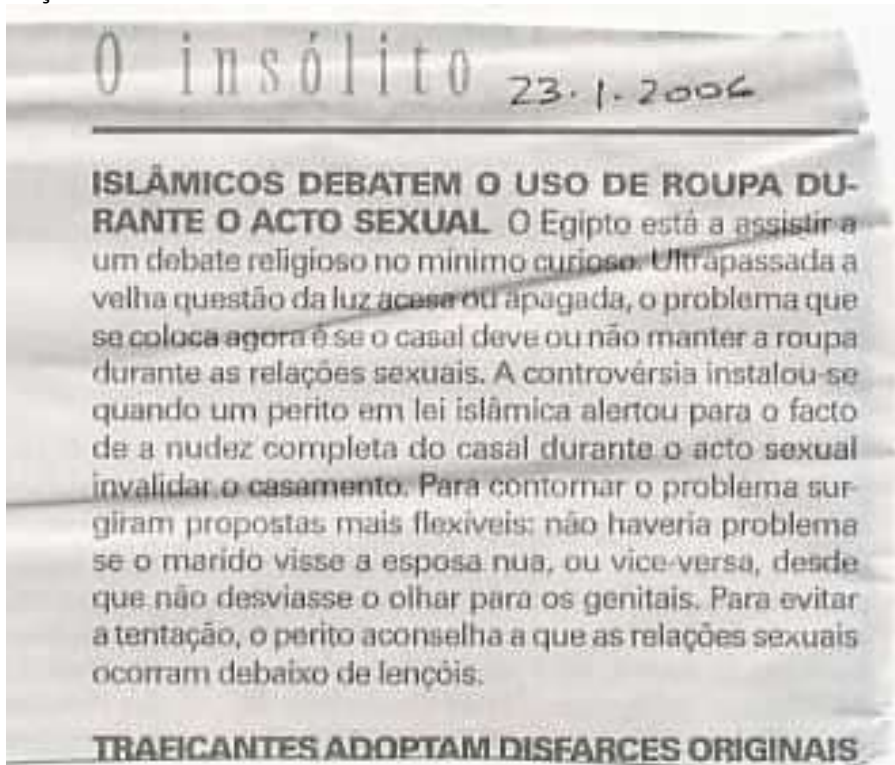 O insólito 23.1.2006
ISLÂMICOS DEBATEM O USO DE ROUPA DU-
RANTE O ACTO SEXUAL O Egipto está a assistir a
um debate religioso no mínimo curioso. Ultrapassada a
velha questão da luz acesa ou apagada, o problema que
se coloca agora é se o casal deve ou não manter a roupa
durante as relações sexuais. A controvérsia instalou-se
quando um perito em lei islâmica alertou para o facto
de a nudez completa do casal durante o acto sexual
invalidar o casamento. Para contornar o problema sur-
giram propostas mais flexíveis: não haveria problema
se o marido visse a esposa nua, ou vice-versa, desde
que não desviasse o olhar para os genitais. Para evitar
a tentação, o perito aconselha a que as relações sexuais
ocorram debaixo de lençóis.
TRAFICANTES ADOPTAM DISFARCES ORIGINAIS